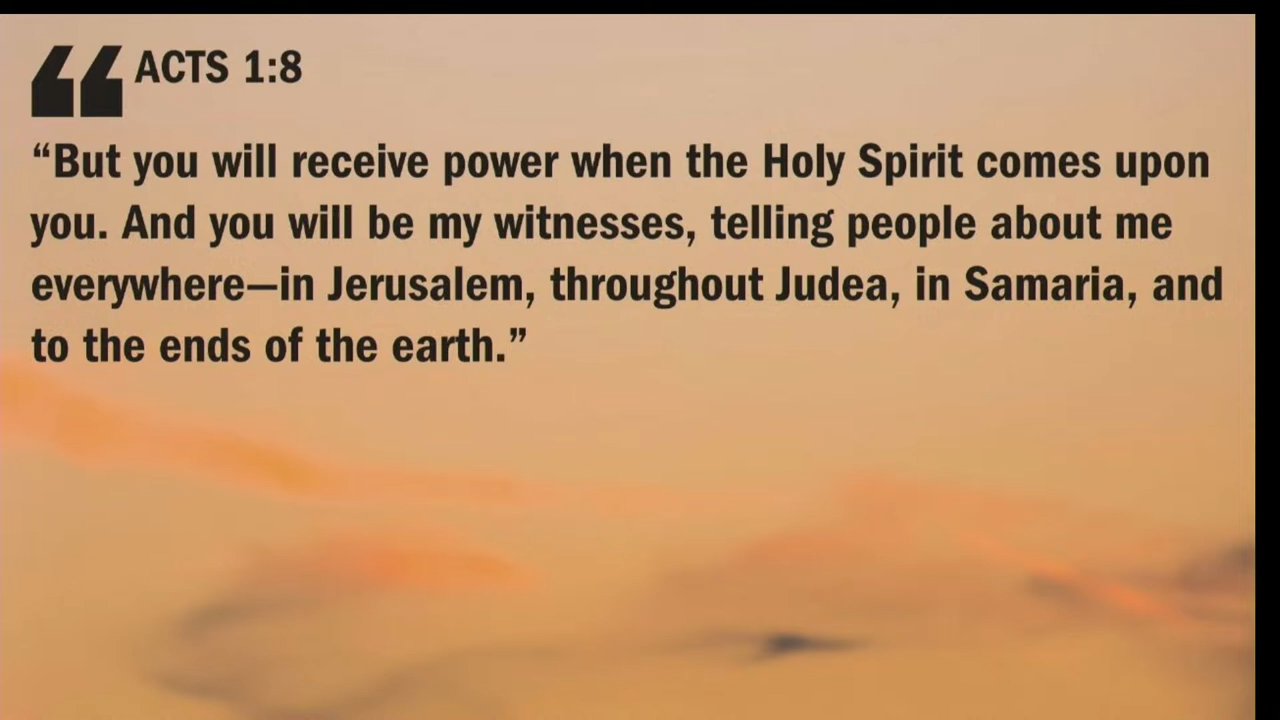 “ ACTS 1:8
“But you will receive power when the Holy Spirit comes upon
you. And you will be my witnesses, telling people about me
everywhere—in Jerusalem, throughout Judea, in Samaria, and
to the ends of the earth.”